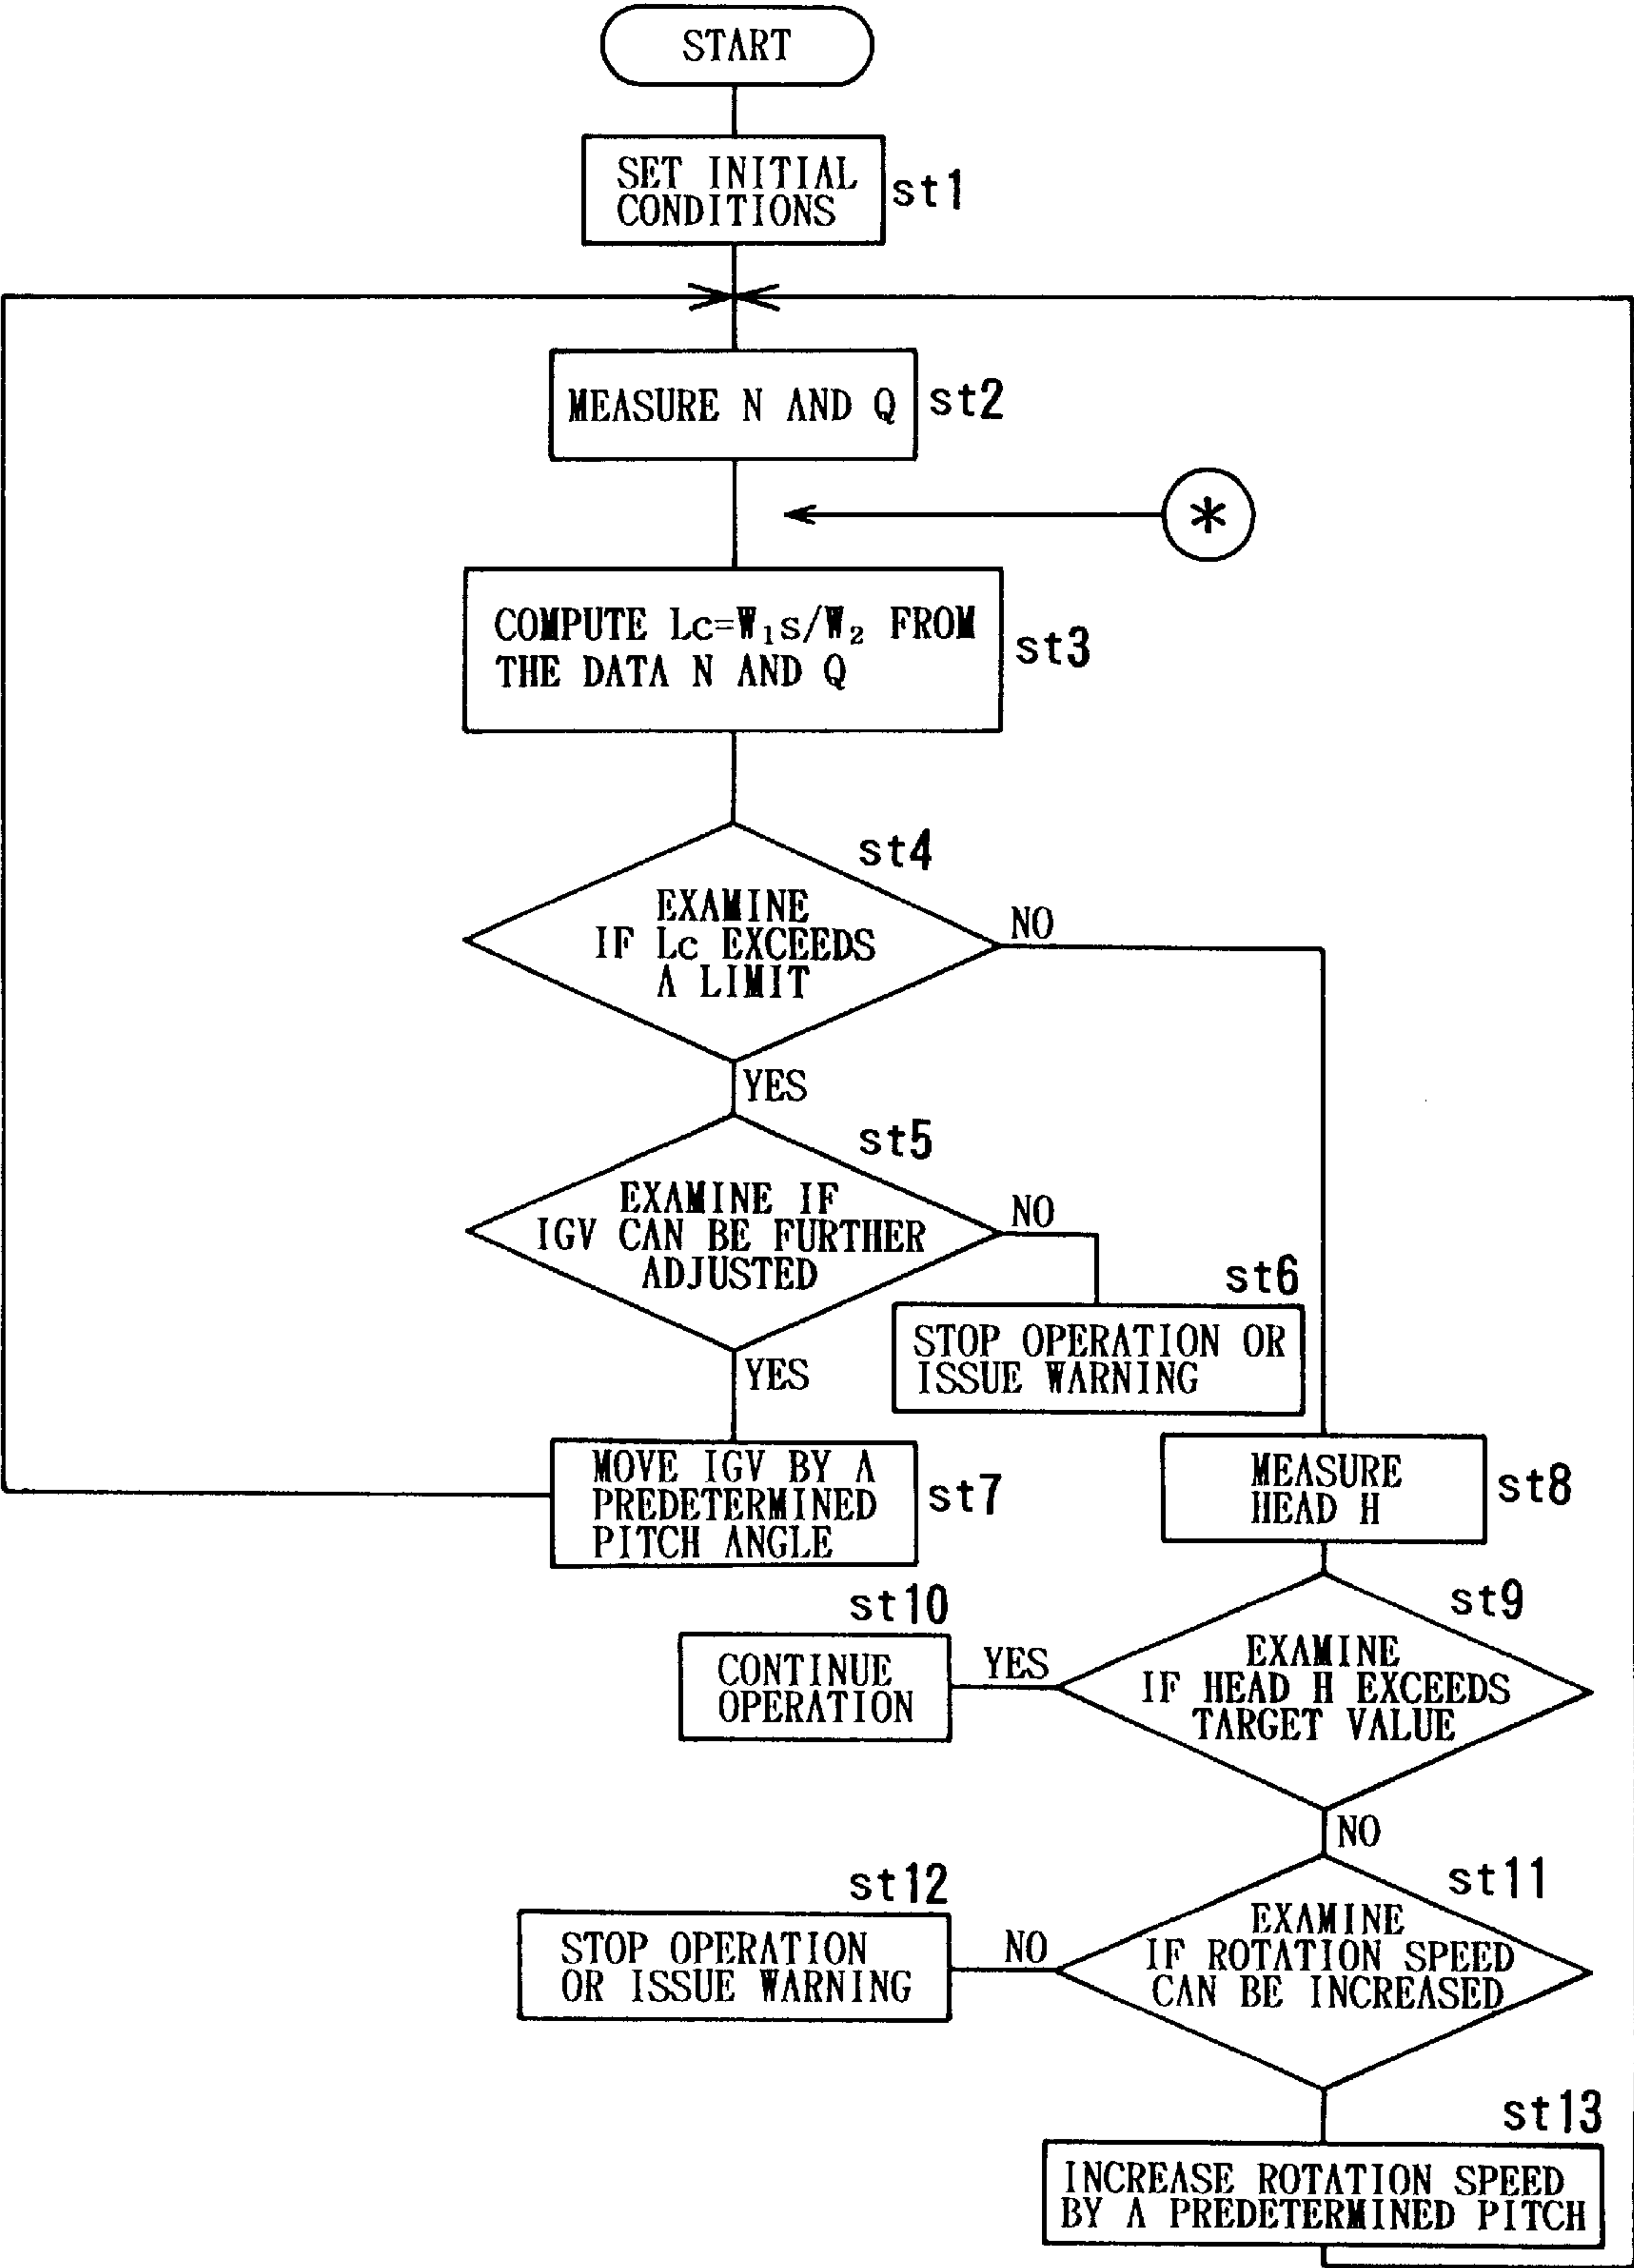 START
SET INITIAL
CONDITIONS
st1
MEASURE N AND Q
st2
*
COMPUTE Lc=W₁s/W₂ FROM
THE DATA N AND Q
st3
st4
EXAMINE
IF Lc EXCEEDS
A LIMIT
NO
YES
st5
EXAMINE IF
IGV CAN BE FURTHER
ADJUSTED
NO
st6
STOP OPERATION OR
ISSUE WARNING
YES
MOVE IGV BY A
PREDETERMINED
PITCH ANGLE
st7
MEASURE
HEAD H
st8
st9
EXAMINE
IF HEAD H EXCEEDS
TARGET VALUE
YES
st10
CONTINUE
OPERATION
NO
st11
EXAMINE
IF ROTATION SPEED
CAN BE INCREASED
NO
st12
STOP OPERATION
OR ISSUE WARNING
st13
INCREASE ROTATION SPEED
BY A PREDETERMINED PITCH